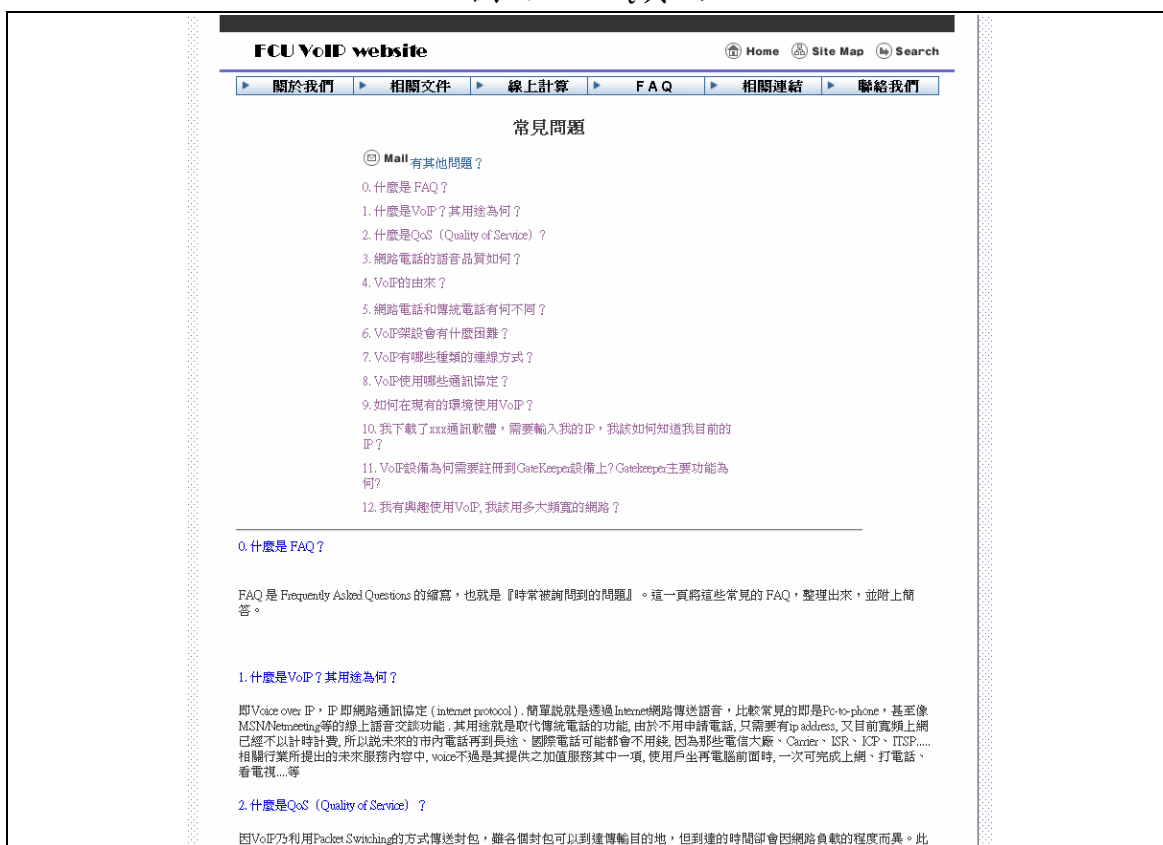 FCU VoIP website
Home Site Map Search
關於我們 相關文件 線上計算 FAQ 相關連結 聯絡我們
常見問題
Mail 有其他問題？
0. 什麼是 FAQ？
1. 什麼是VoIP？其用途為何？
2. 什麼是QoS（Quality of Service）？
3. 網路電話的語音品質如何？
4. VoIP的由來？
5. 網路電話和傳統電話有何不同？
6. VoIP架設會有什麼困難？
7. VoIP有哪些種類的連線方式？
8. VoIP使用哪些通訊協定？
9. 如何在現有的環境使用VoIP？
10. 我下載了xxx通訊軟體，需要輸入我的IP，我該如何知道我目前的
IP？
11. VoIP設備為何需要註冊到GateKeeper設備上? Gatekeeper主要功能為
何?
12. 我有興趣使用VoIP, 我該用多大頻寬的網路？
0. 什麼是 FAQ？
FAQ 是 Frequently Asked Questions 的縮寫，也就是『時常被詢問到的問題』。這一頁將這些常見的 FAQ，整理出來，並附上簡
答。
1. 什麼是VoIP？其用途為何？
即Voice over IP，IP 即網路通訊協定 ( internet protocol ) . 簡單說就是透過Internet網路傳送語音，比較常見的即是Pc-to-phone，甚至像
MSN/Netmeeting等的線上語音交談功能 . 其用途就是取代傳統電話的功能, 由於不用申請電話, 只需要有ip address, 又目前寬頻上網
已經不以計時計費, 所以說未來的市內電話再到長途、國際電話可能都會不用錢, 因為那些電信大廠、Carrier、ISR、ICP、ITSP.....
相關行業所提出的未來服務內容中, voice不過是其提供之加值服務其中一項, 使用戶坐再電腦前面時, 一次可完成上網、打電話、
看電視....等
2. 什麼是QoS（Quality of Service）？
因VoIP乃利用Packet Switching的方式傳送封包，雖各個封包可以到達傳輸目的地，但到達的時間卻會因網路負載的程度而異。此